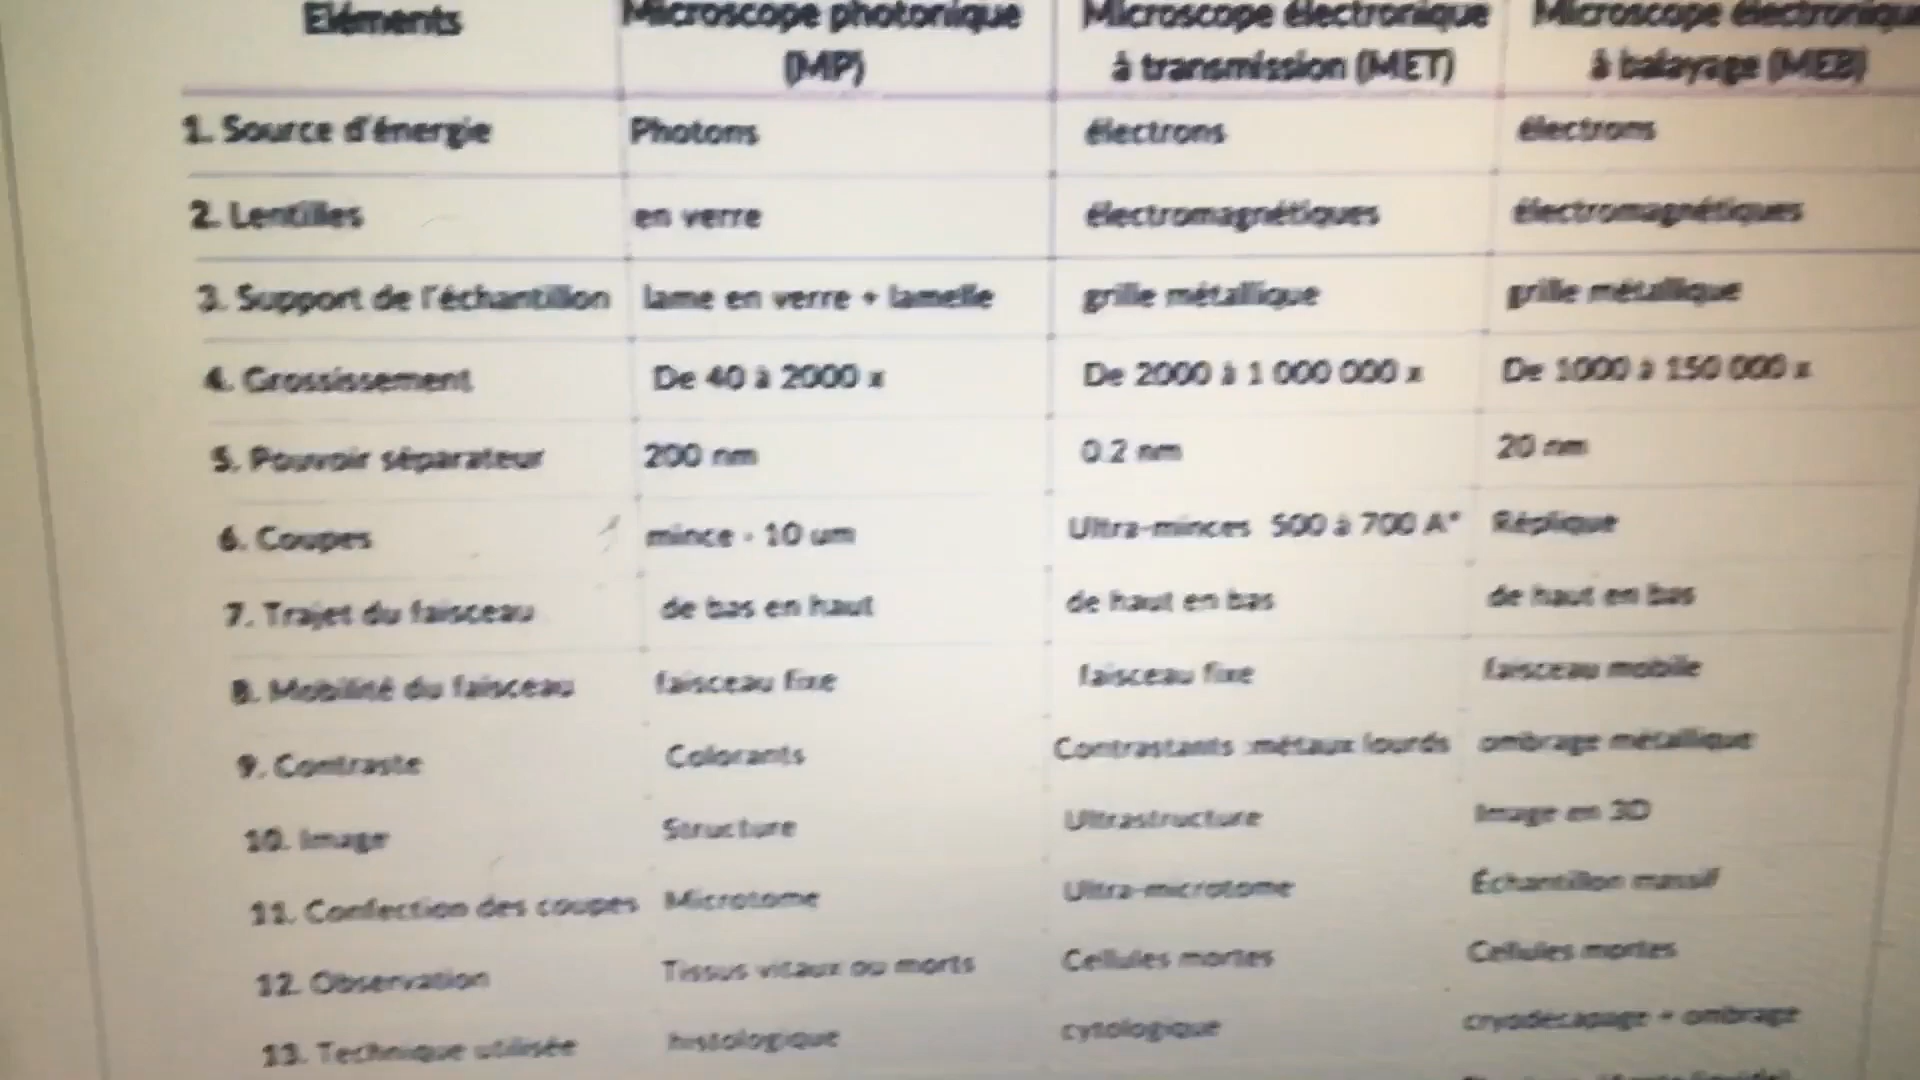 Eléments Microscope photonique Microscope électronique Microscope électronique
(MP) à transmission (MET) à balayage (MEB)
1. Source d'énergie Photons électrons électrons
2. Lentilles en verre électromagnétiques électromagnétiques
3. Support de l'échantillon lame en verre + lamelle grille métallique grille métallique
4. Grossissement De 40 à 2000 x De 2000 à 1 000 000 x De 1000 à 150 000 x
5. Pouvoir séparateur 200 nm 0.2 nm 20 nm
6. Coupes mince - 10 um Ultra-minces 500 à 700 A° Réplique
7. Trajet du faisceau de bas en haut de haut en bas de haut en bas
8. Mobilité du faisceau faisceau fixe faisceau fixe faisceau mobile
9. Contraste Colorants Contrastants :métaux lourds ombrage métallique
10. Image Structure Ultrastructure Image en 3D
11. Confection des coupes Microtome Ultra-microtome Échantillon massif
12. Observation Tissus vitaux ou morts Cellules mortes Cellules mortes
13. Technique utilisée histologique cytologique cryodécapage + ombrage